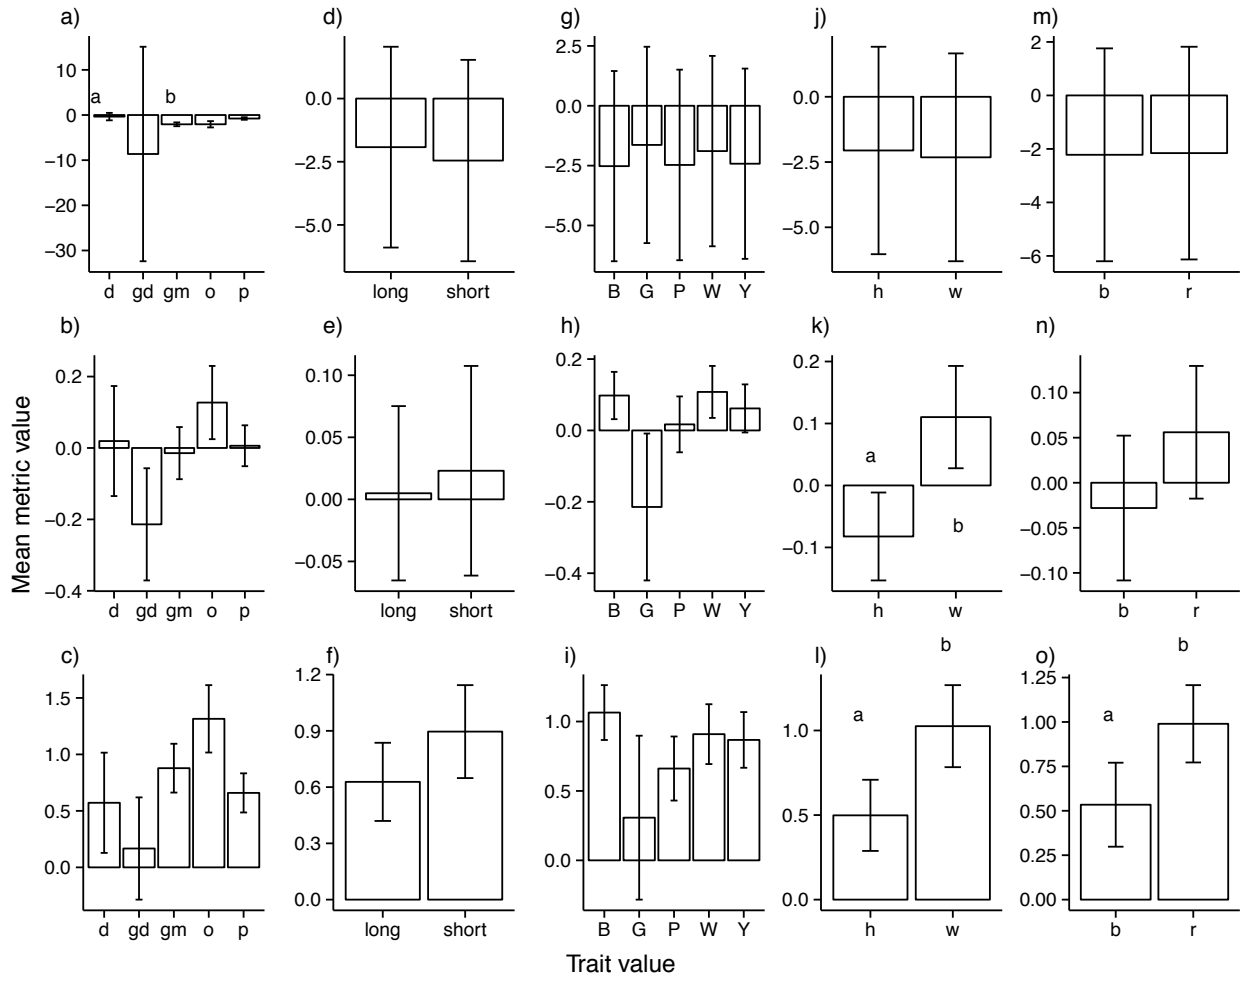 a)
10
0
−10
−20
−30
a
b
d gd gm o p
d)
0.0
−2.5
−5.0
long short
g)
2.5
0.0
−2.5
−5.0
B G P W Y
j)
0.0
−2.5
−5.0
h w
m)
2
0
−2
−4
−6
b r
Mean metric value
b)
0.2
0.0
−0.2
−0.4
d gd gm o p
e)
0.10
0.05
0.00
−0.05
long short
h)
0.2
0.0
−0.2
−0.4
B G P W Y
k)
0.2
0.1
0.0
−0.1
a
b
h w
n)
0.10
0.05
0.00
−0.05
−0.10
b r
c)
1.5
1.0
0.5
0.0
d gd gm o p
f)
1.2
0.9
0.6
0.3
0.0
long short
i)
1.0
0.5
0.0
B G P W Y
l)
b
1.0
0.5
0.0
a
h w
o)
b
1.25
1.00
0.75
0.50
0.25
0.00
a
b r
Trait value